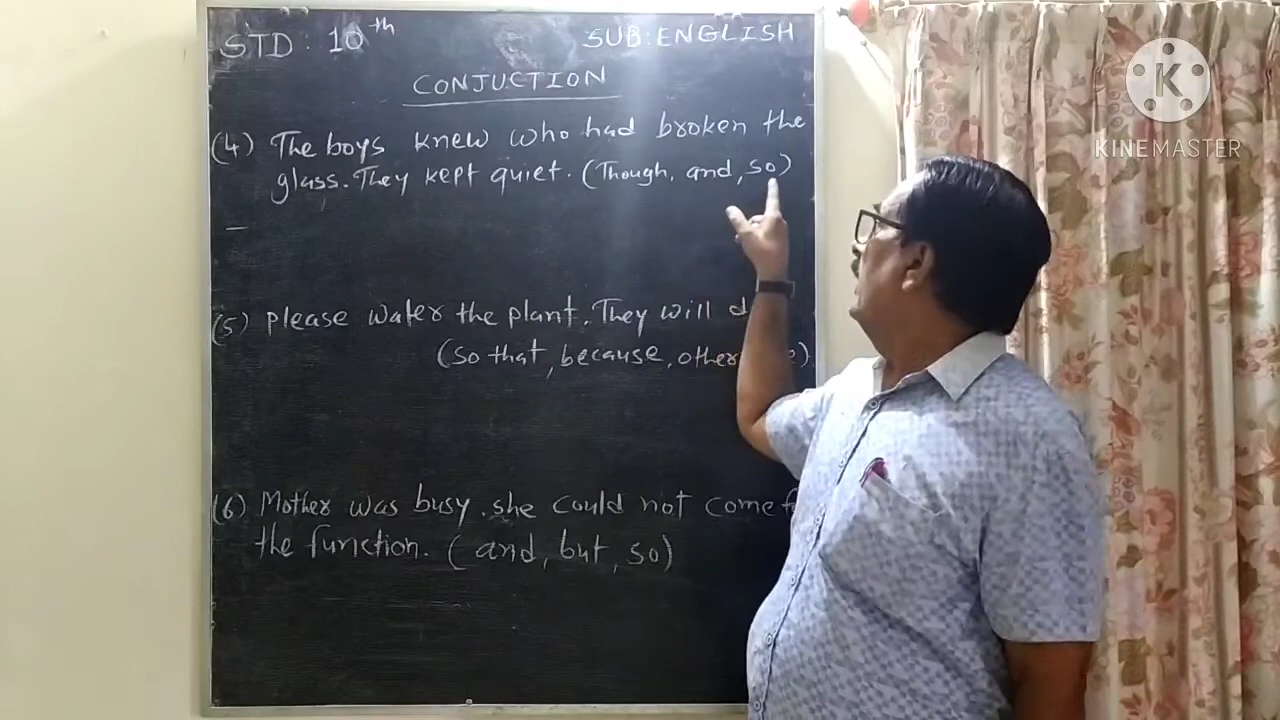 STD : 10th SUB: ENGLISH
CONJUCTION
(4) The boys knew who had broken the
glass. They kept quiet. (Though, and, so)
(5) please water the plant. They will
(so that, because,
(6) Mother was busy. she could not come
the function. (and, but, so)
K
KINEMASTER